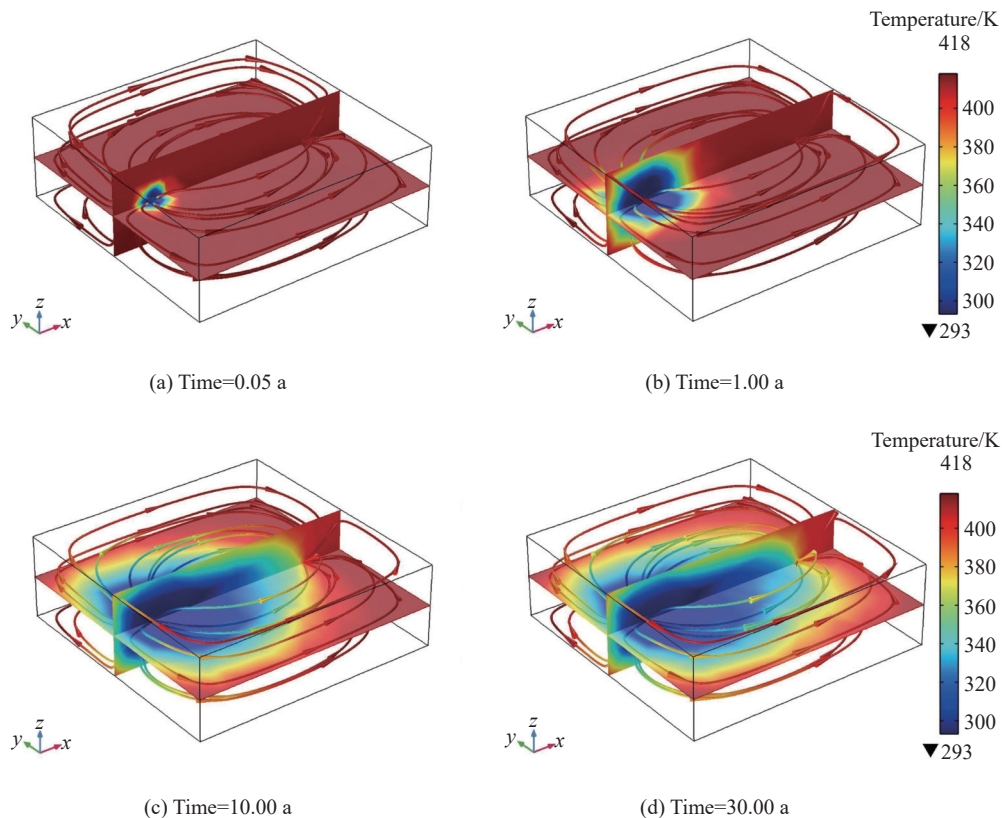 Temperature/K
418
400
380
360
340
320
300
▼293
z
y
x
z
y
x
(a) Time=0.05 a
(b) Time=1.00 a
Temperature/K
418
400
380
360
340
320
300
▼293
z
y
x
z
y
x
(c) Time=10.00 a
(d) Time=30.00 a